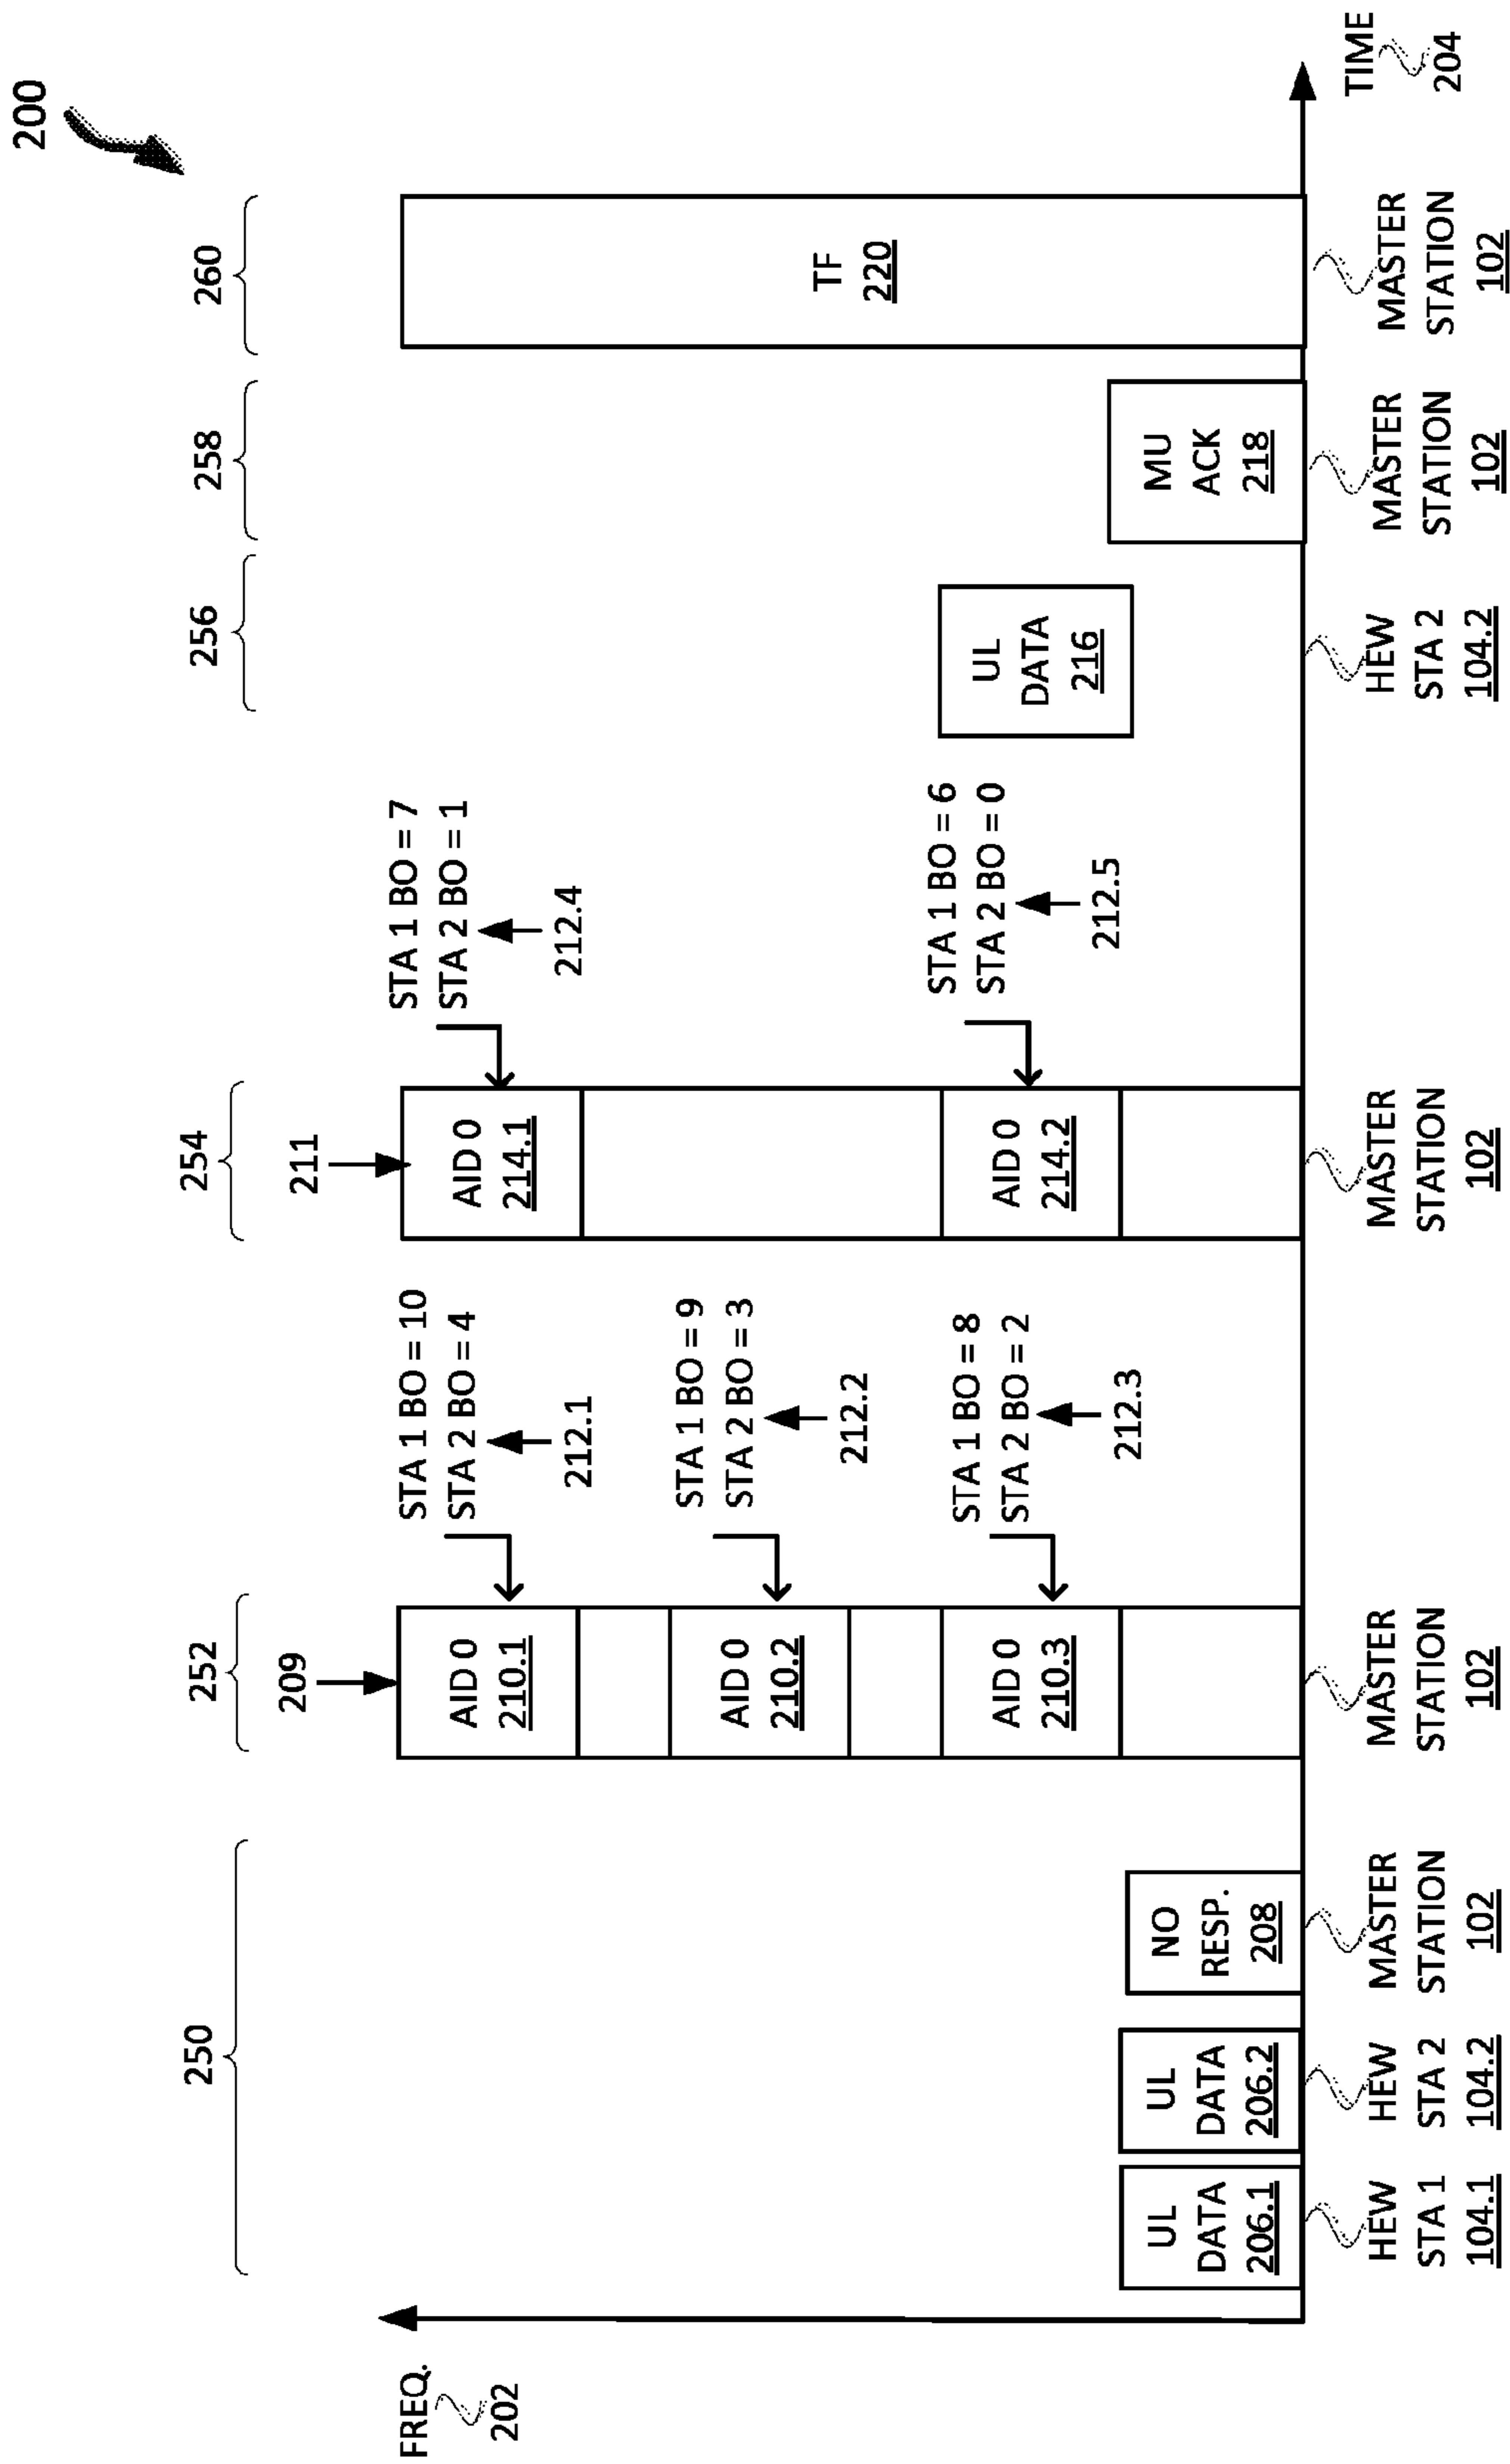 200
250
252
254
256
258
260
209
211
FREQ.
202
UL
DATA
206.1
UL
DATA
206.2
NO
RESP.
208
AID 0
210.1
AID 0
210.2
AID 0
210.3
STA 1 BO = 10
STA 2 BO = 4
212.1
STA 1 BO = 9
STA 2 BO = 3
212.2
STA 1 BO = 8
STA 2 BO = 2
212.3
AID 0
214.1
AID 0
214.2
STA 1 BO = 7
STA 2 BO = 1
212.4
STA 1 BO = 6
STA 2 BO = 0
212.5
UL
DATA
216
MU
ACK
218
TF
220
TIME
204
HEW
STA 1
104.1
HEW
STA 2
104.2
MASTER
STATION
102
MASTER
STATION
102
MASTER
STATION
102
HEW
STA 2
104.2
MASTER
STATION
102
MASTER
STATION
102